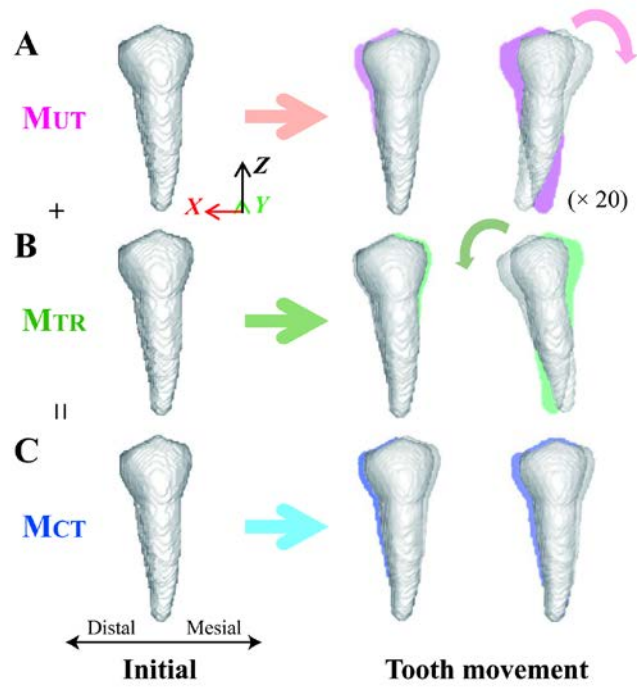 A
MUT
Z
X
Y
(× 20)
+
B
MTR
=
C
MCT
Distal
Mesial
Initial
Tooth movement